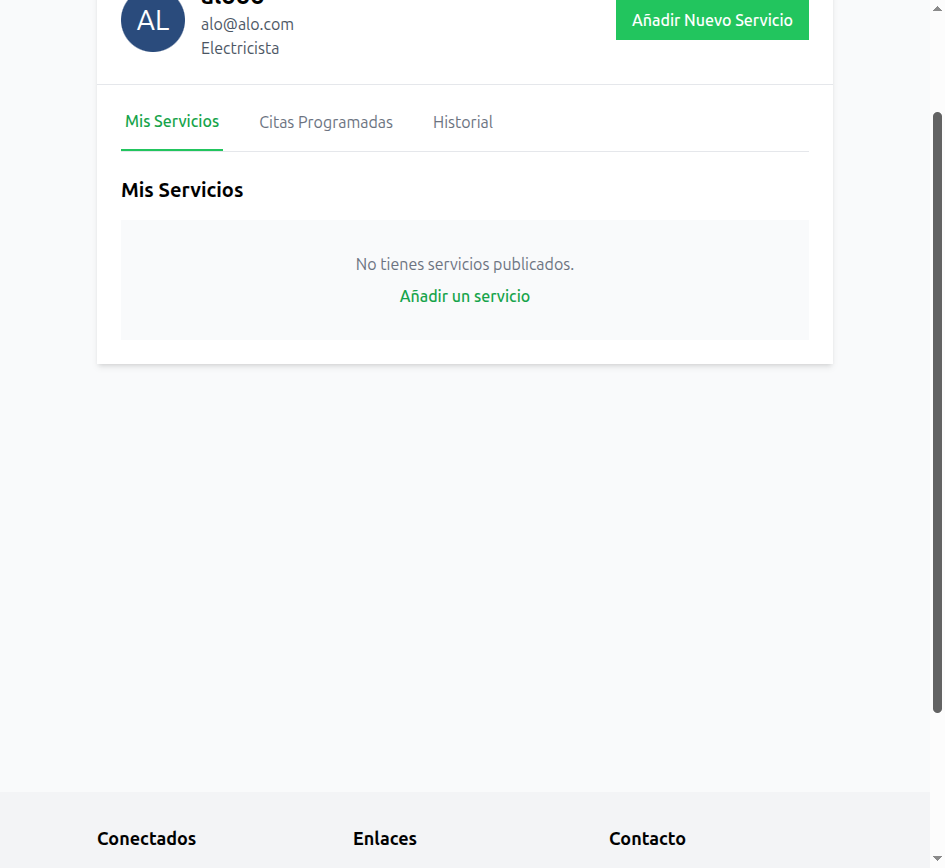 AL
alo@alo.com
Electricista
Añadir Nuevo Servicio
Mis Servicios
Citas Programadas
Historial
Mis Servicios
No tienes servicios publicados.
Añadir un servicio
Conectados
Enlaces
Contacto